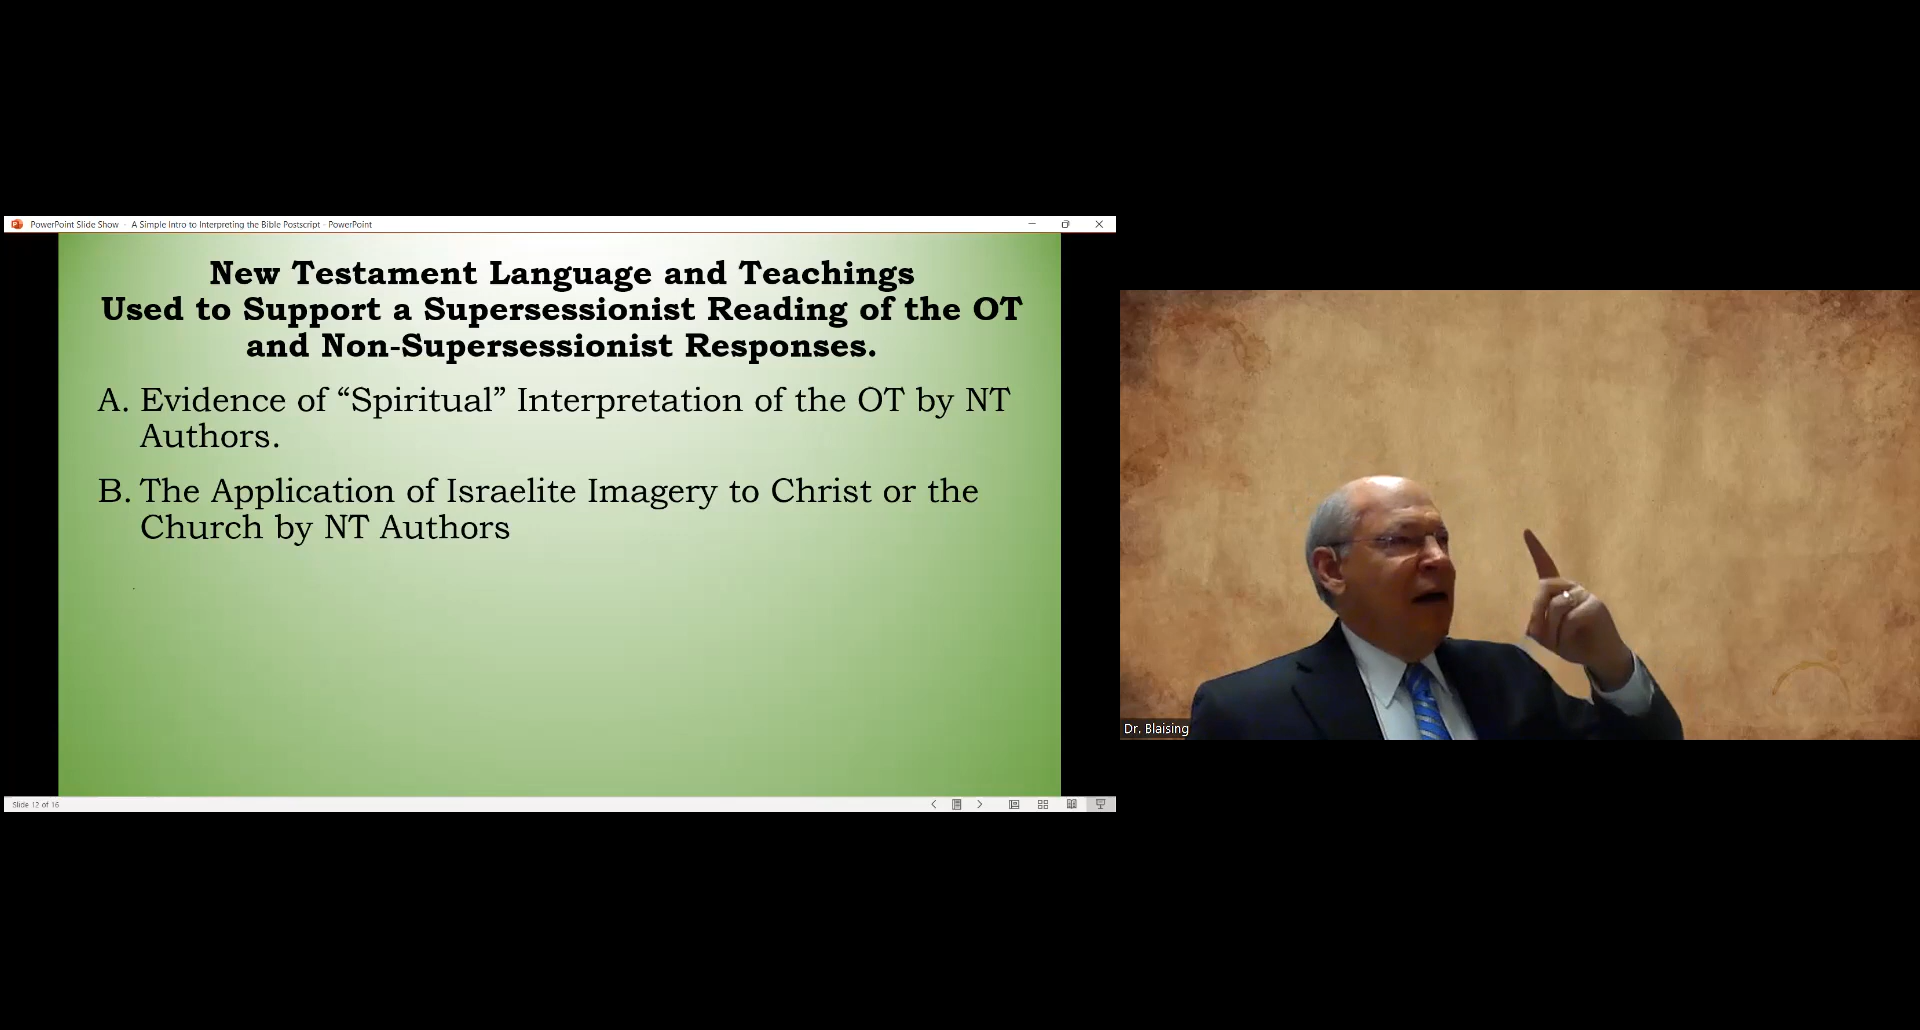 PowerPoint Slide Show - A Simple Intro to Interpreting the Bible Postscript - PowerPoint
New Testament Language and Teachings
Used to Support a Supersessionist Reading of the OT
and Non-Supersessionist Responses.
A. Evidence of “Spiritual” Interpretation of the OT by NT
Authors.
B. The Application of Israelite Imagery to Christ or the
Church by NT Authors
Slide 12 of 16
Dr. Blaising